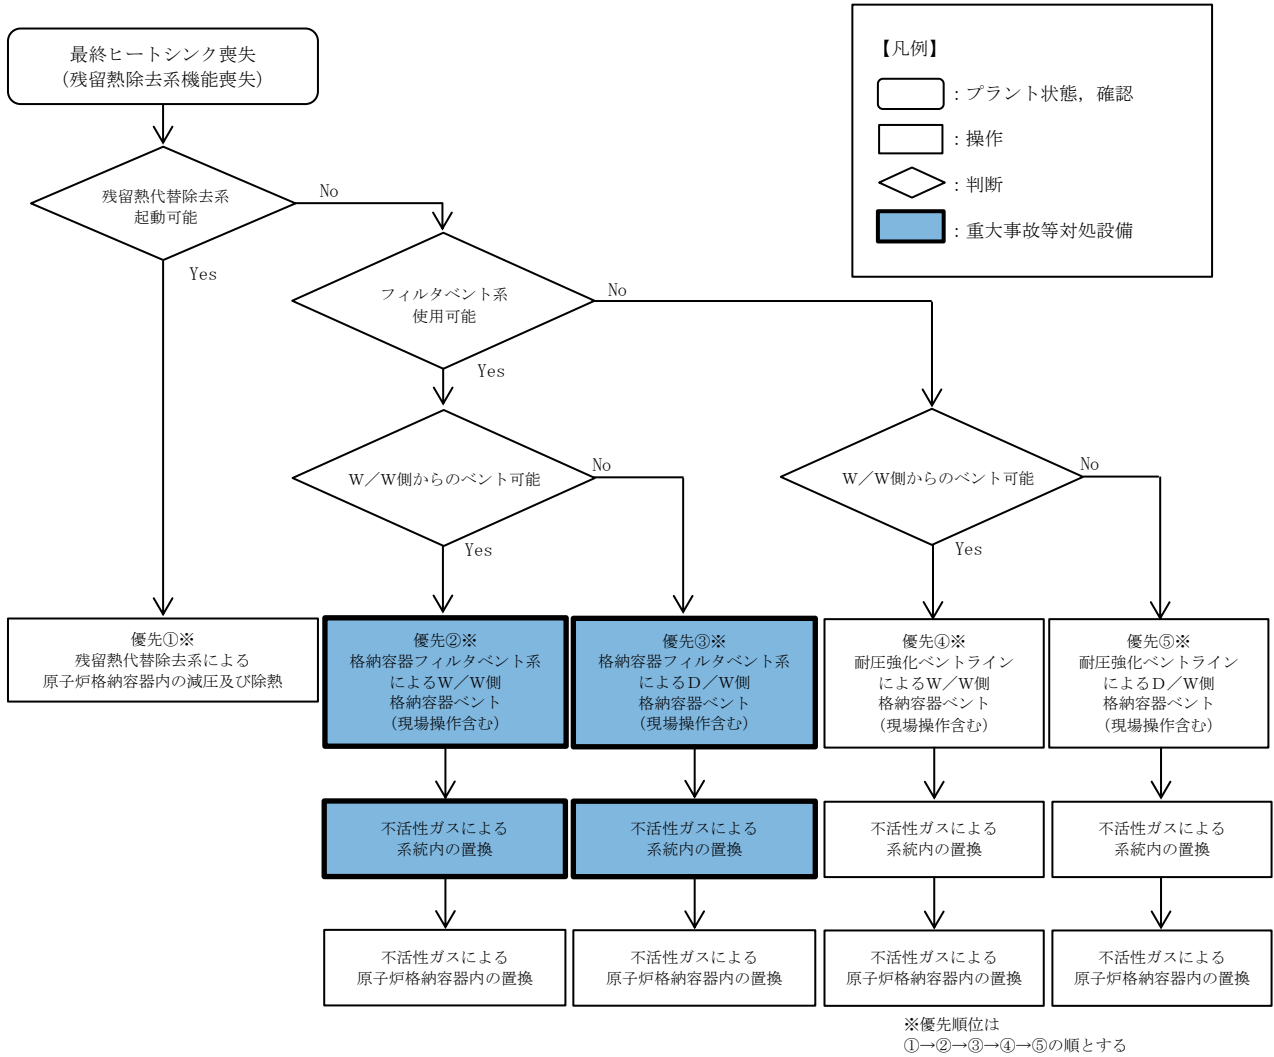 最終ヒートシンク喪失
(残留熱除去系機能喪失)
【凡例】
：プラント状態，確認
：操作
：判断
：重大事故等対処設備
残留熱代替除去系
起動可能
No
Yes
フィルタベント系
使用可能
No
Yes
W／W側からのベント可能
No
Yes
W／W側からのベント可能
No
Yes
優先①※
残留熱代替除去系による
原子炉格納容器内の減圧及び除熱
優先②※
格納容器フィルタベント系
によるW／W側
格納容器ベント
(現場操作含む)
優先③※
格納容器フィルタベント系
によるD／W側
格納容器ベント
(現場操作含む)
優先④※
耐圧強化ベントライン
によるW／W側
格納容器ベント
(現場操作含む)
優先⑤※
耐圧強化ベントライン
によるD／W側
格納容器ベント
(現場操作含む)
不活性ガスによる
系統内の置換
不活性ガスによる
系統内の置換
不活性ガスによる
系統内の置換
不活性ガスによる
系統内の置換
不活性ガスによる
原子炉格納容器内の置換
不活性ガスによる
原子炉格納容器内の置換
不活性ガスによる
原子炉格納容器内の置換
不活性ガスによる
原子炉格納容器内の置換
※優先順位は
①→②→③→④→⑤の順とする